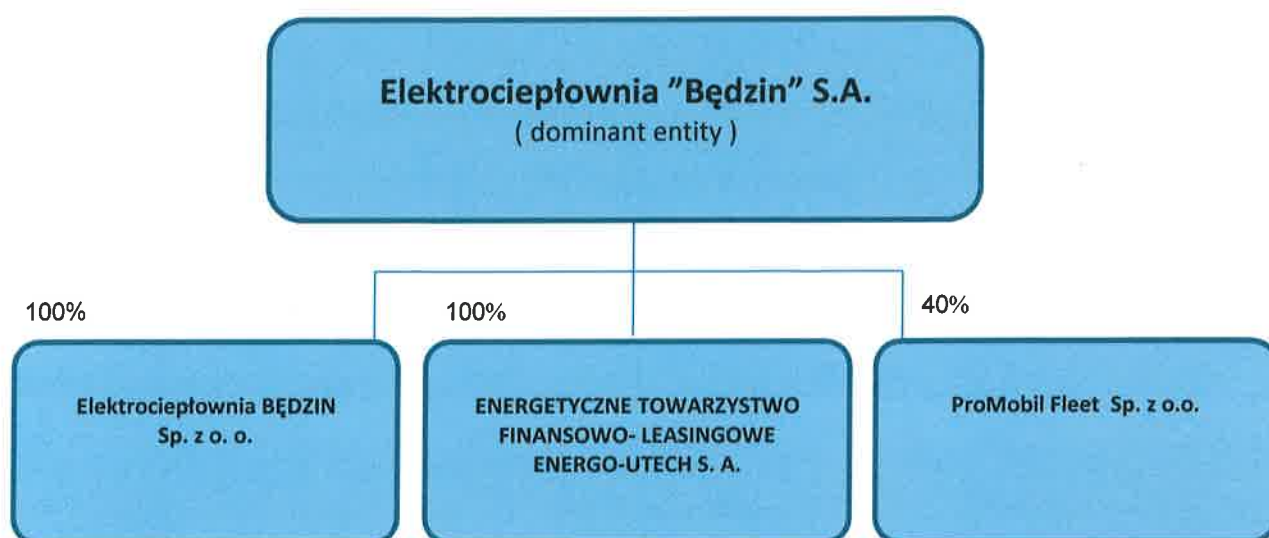 Elektrociepłownia ”Będzin” S.A.
( dominant entity )
100%
100%
40%
Elektrociepłownia BĘDZIN
Sp. z o. o.
ENERGETYCZNE TOWARZYSTWO
FINANSOWO- LEASINGOWE
ENERGO-UTECH S. A.
ProMobil Fleet Sp. z o.o.